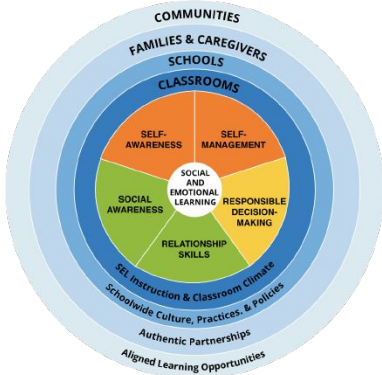 COMMUNITIES
FAMILIES & CAREGIVERS
SCHOOLS
CLASSROOMS
SELF-
AWARENESS
SELF-
MANAGEMENT
SOCIAL
AND
EMOTIONAL
LEARNING
SOCIAL
AWARENESS
RESPONSIBLE
DECISION-
MAKING
RELATIONSHIP
SKILLS
SEL Instruction & Classroom Climate
Schoolwide Culture, Practices, & Policies
Authentic Partnerships
Aligned Learning Opportunities